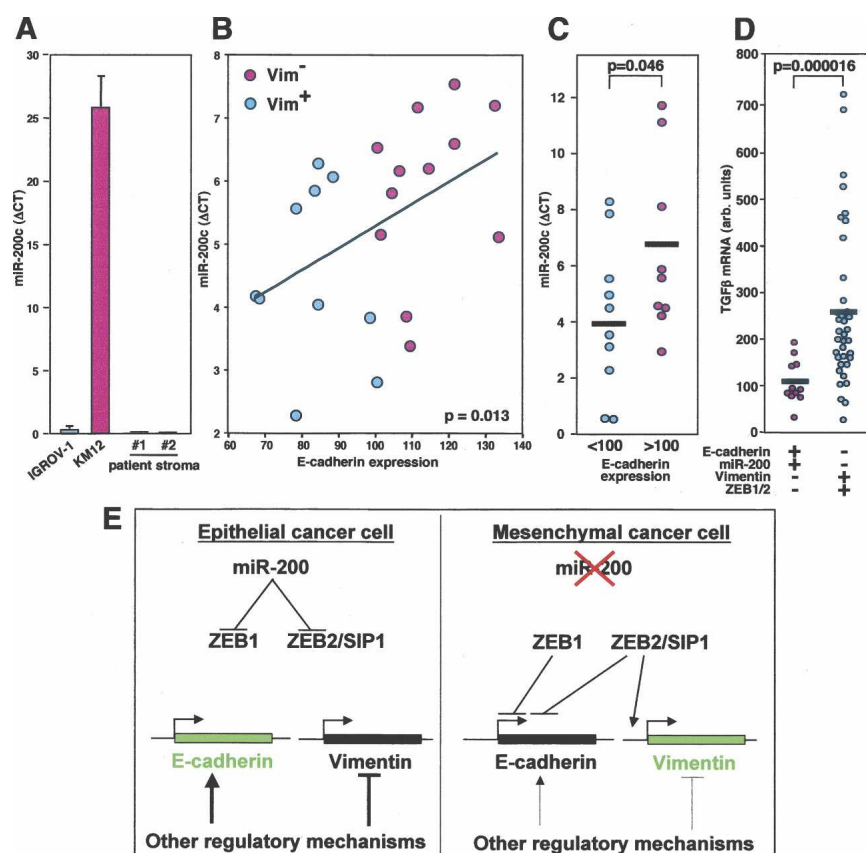 A
30
25
20
15
10
5
0
miR-200c (ΔCT)
IGROV-1
KM12
#1 #2
patient stroma
B
8
7
6
5
4
3
2
1
miR-200c (ΔCT)
Vim-
Vim+
p = 0.013
60 70 80 90 100 110 120 130 140
E-cadherin expression
C
p=0.046
12
10
8
6
4
2
0
miR-200c (ΔCT)
<100 >100
E-cadherin
expression
D
800
700
600
500
400
300
200
100
0
TGFβ mRNA (arb. units)
p=0.000016
E-cadherin + -
miR-200 + -
Vimentin - +
ZEB1/2 - +
E
Epithelial cancer cell
miR-200
ZEB1 ZEB2/SIP1
E-cadherin Vimentin
Other regulatory mechanisms
Mesenchymal cancer cell
miR-200
ZEB1 ZEB2/SIP1
E-cadherin Vimentin
Other regulatory mechanisms